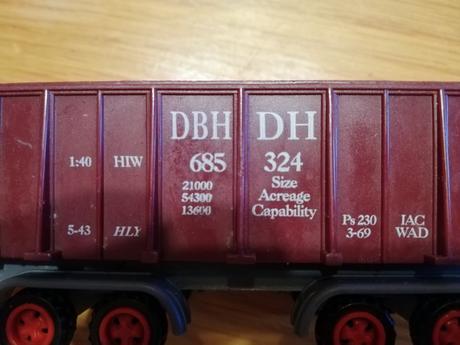 1:40 HIW
5-43 HLY
DBH DH
685 324
21000
54300
13600
Size
Acreage
Capability
Ps 230
3-69
IAC
WAD